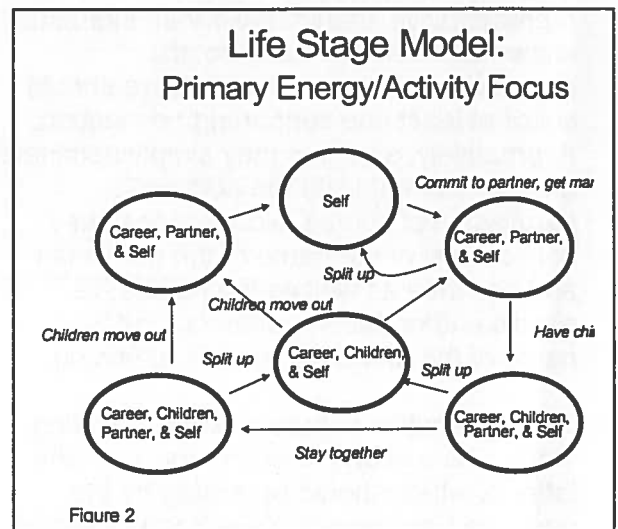 Life Stage Model:
Primary Energy/Activity Focus
Self
Commit to partner, get mar
Career, Partner,
& Self
Career, Partner,
& Self
Split up
Children move out
Children move out
Have chi
Career, Children,
& Self
Split up
Split up
Career, Children,
Partner, & Self
Career, Children,
Partner, & Self
Stay together
Figure 2